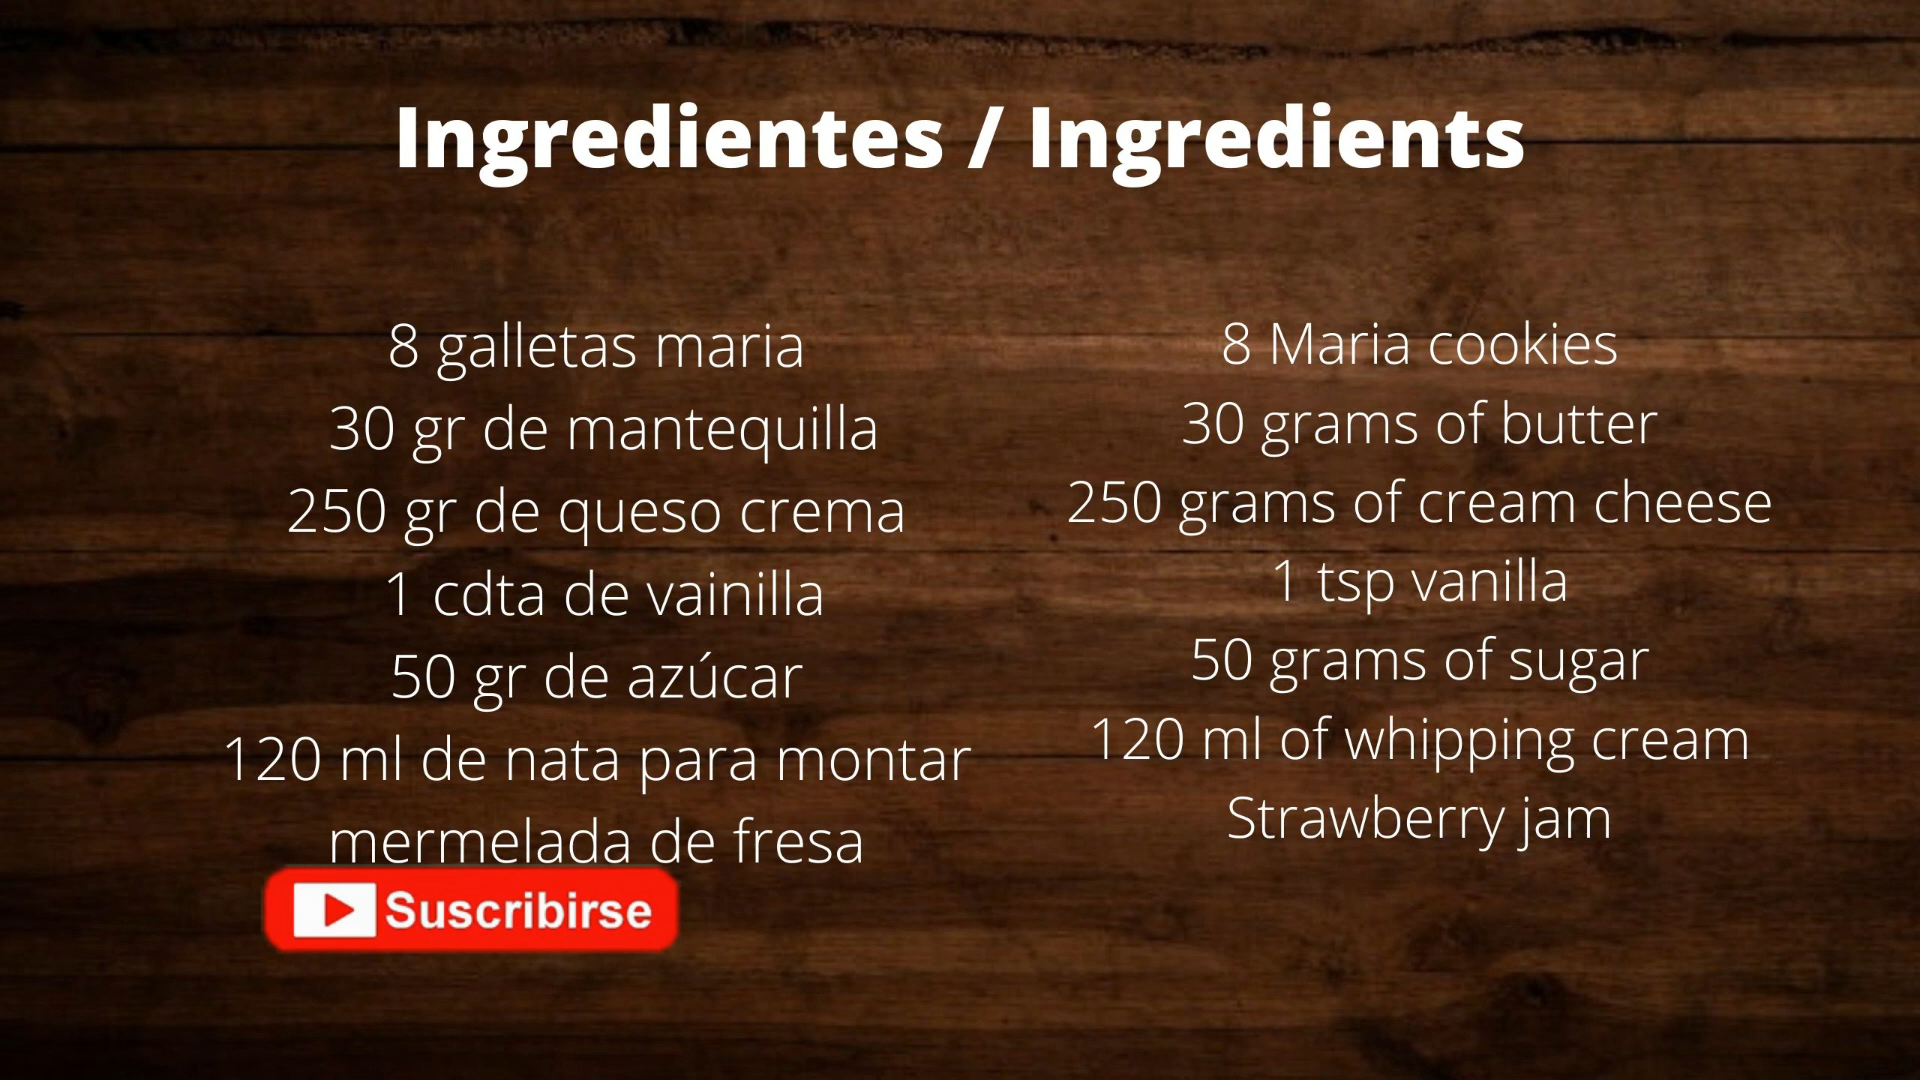 Ingredientes / Ingredients
8 galletas maria
30 gr de mantequilla
250 gr de queso crema
1 cdta de vainilla
50 gr de azúcar
120 ml de nata para montar
mermelada de fresa
Suscribirse
8 Maria cookies
30 grams of butter
250 grams of cream cheese
1 tsp vanilla
50 grams of sugar
120 ml of whipping cream
Strawberry jam